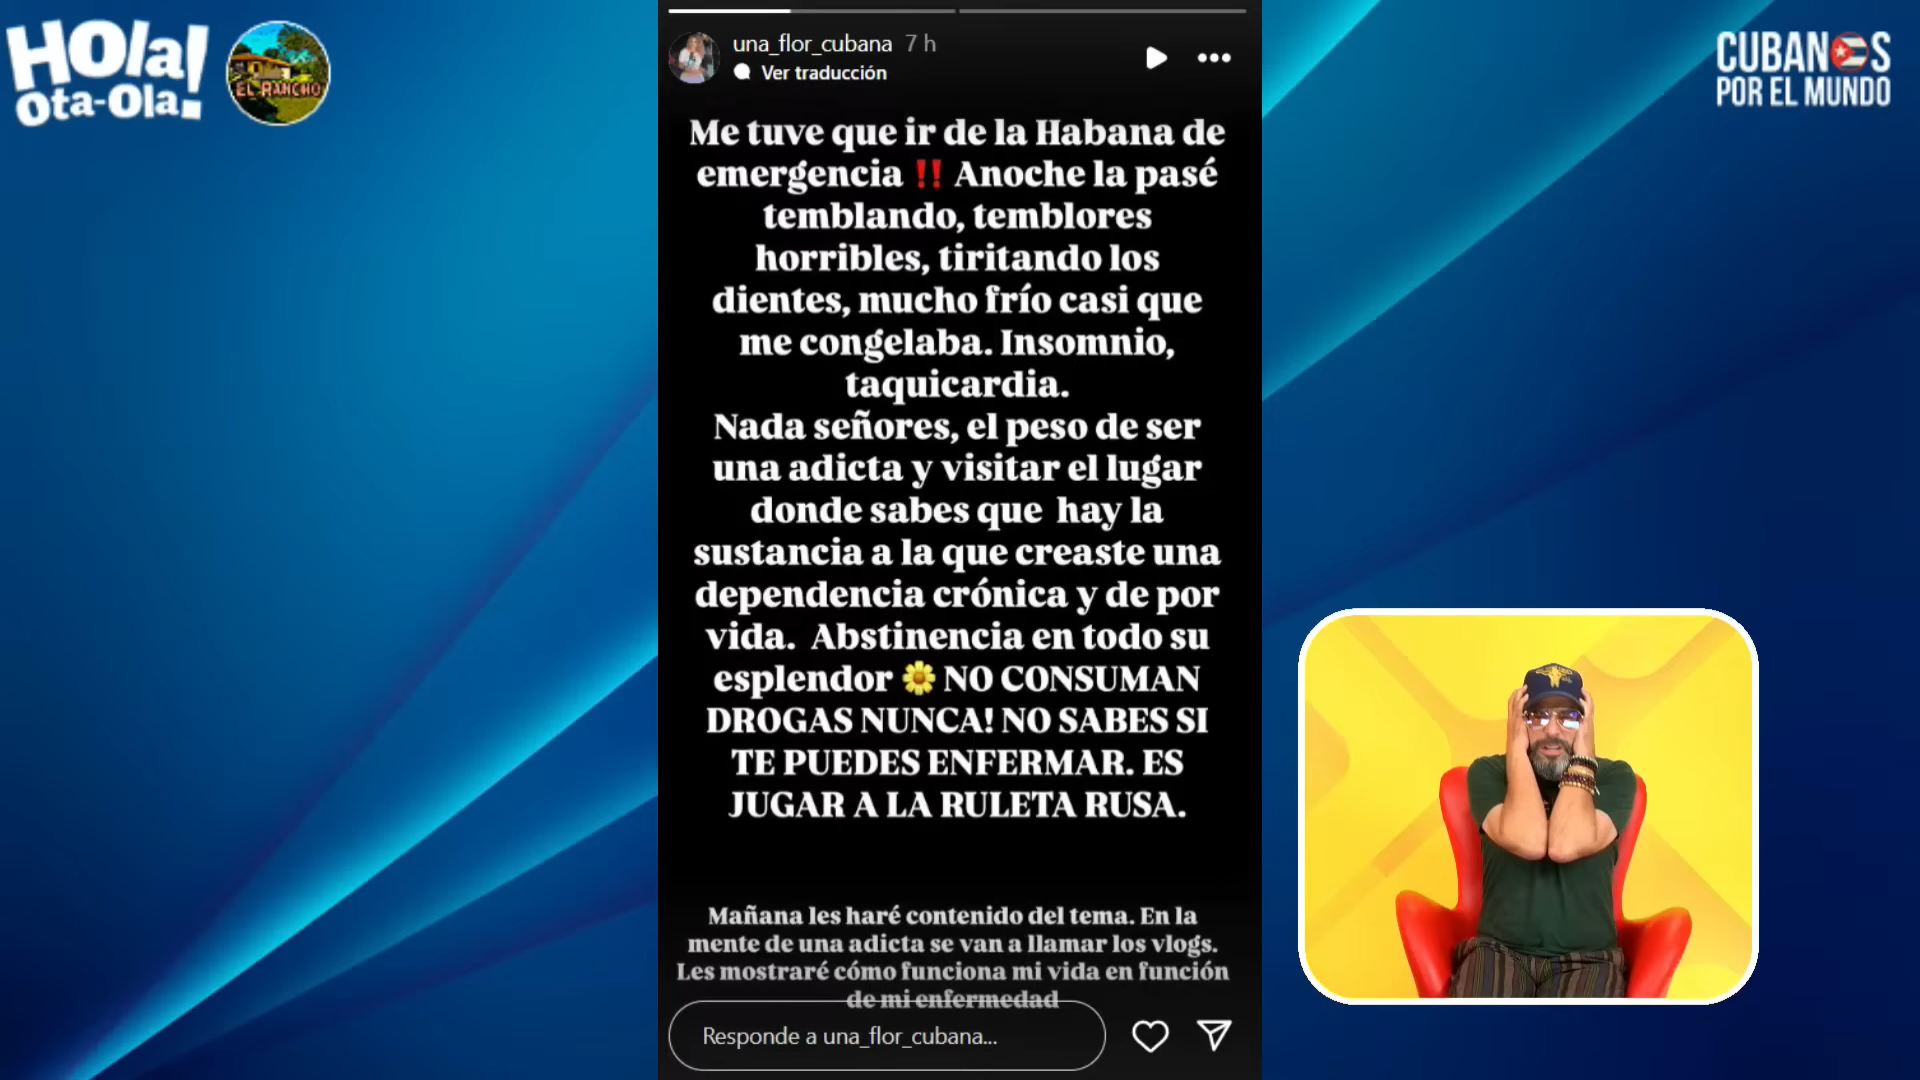 HOla!
Ota-Ola!
EL RANCHO
CUBANOS
POR EL MUNDO
una_flor_cubana 7 h
Ver traducción
Me tuve que ir de la Habana de
emergencia ‼️ Anoche la pasé
temblando, temblores
horribles, tiritando los
dientes, mucho frío casi que
me congelaba. Insomnio,
taquicardia.
Nada señores, el peso de ser
una adicta y visitar el lugar
donde sabes que hay la
sustancia a la que creaste una
dependencia crónica y de por
vida. Abstinencia en todo su
esplendor 🌼 NO CONSUMAN
DROGAS NUNCA! NO SABES SI
TE PUEDES ENFERMAR. ES
JUGAR A LA RULETA RUSA.
Mañana les haré contenido del tema. En la
mente de una adicta se van a llamar los vlogs.
Les mostraré cómo funciona mi vida en función
de mi enfermedad
Responde a una_flor_cubana...